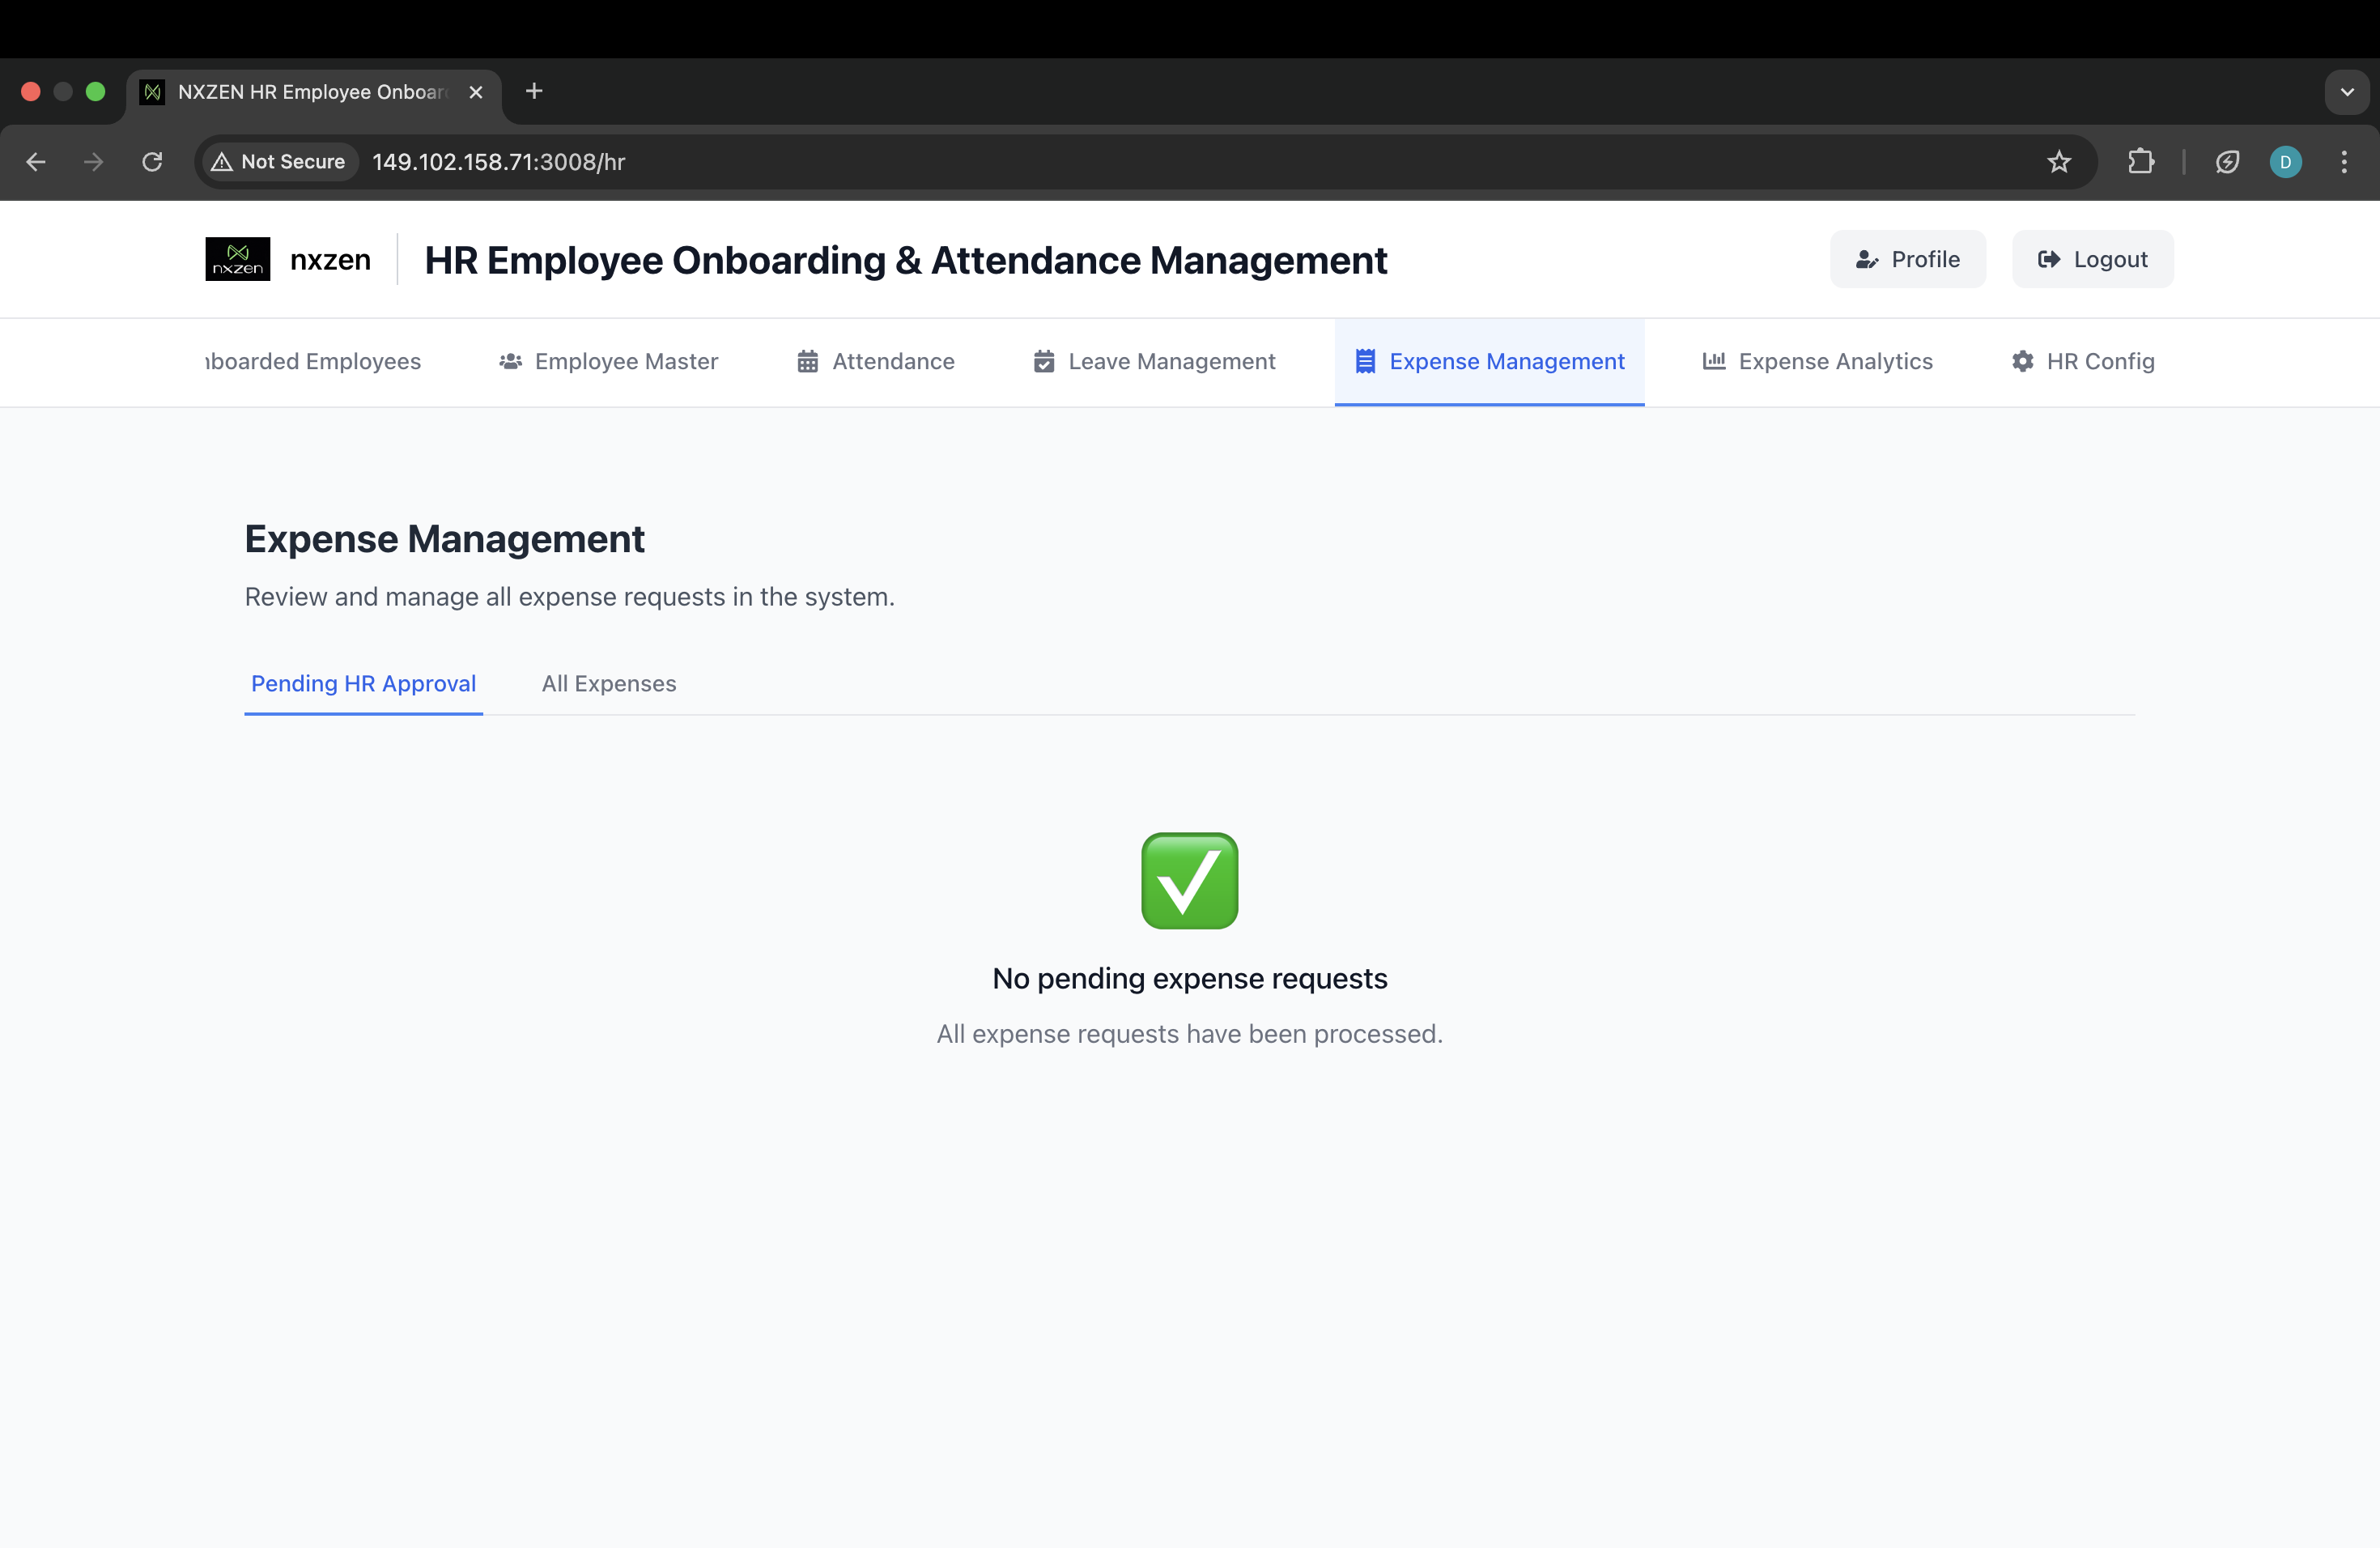 NXZEN HR Employee Onboar
Not Secure
149.102.158.71:3008/hr
D
nxzen
nxzen
HR Employee Onboarding & Attendance Management
Profile
Logout
nboarded Employees
Employee Master
Attendance
Leave Management
Expense Management
Expense Analytics
HR Config
Expense Management
Review and manage all expense requests in the system.
Pending HR Approval
All Expenses
No pending expense requests
All expense requests have been processed.